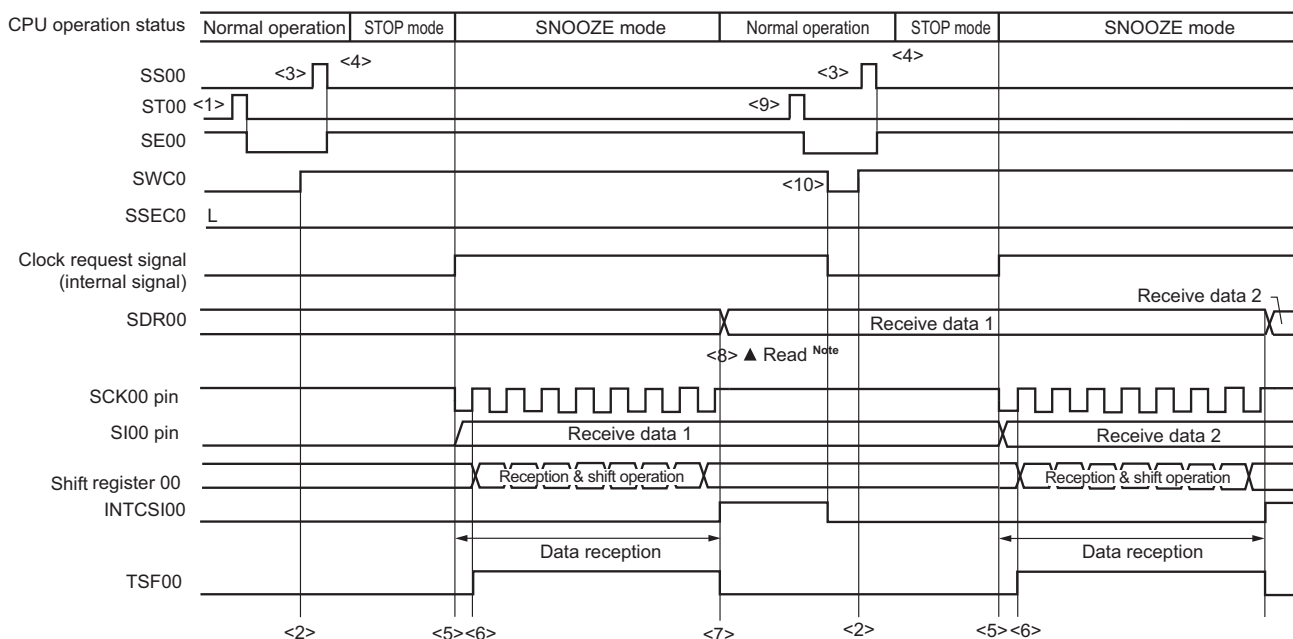 CPU operation status Normal operation STOP mode SNOOZE mode Normal operation STOP mode SNOOZE mode
<4> <4>
SS00 <3> <3>
ST00 <1> <9>
SE00
SWC0 <10>
SSEC0 L
Clock request signal
(internal signal)
Receive data 2
SDR00 Receive data 1
<8> ▲ Read Note
SCK00 pin
SI00 pin Receive data 1 Receive data 2
Shift register 00 Reception & shift operation Reception & shift operation
INTCSI00
Data reception Data reception
TSF00
<2> <5> <6> <7> <2> <5> <6>